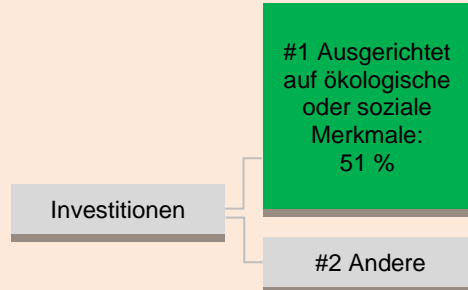 #1 Ausgerichtet
auf ökologische
oder soziale
Merkmale:
51 %
Investitionen
#2 Andere